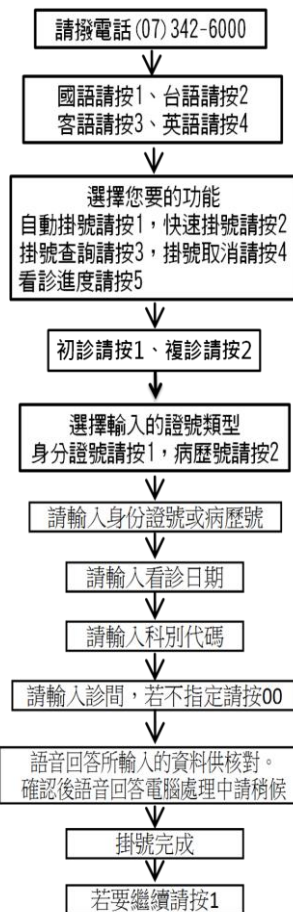 請撥電話(07)342-6000
國語請按1、台語請按2
客語請按3、英語請按4
選擇您要的功能
自動掛號請按1，快速掛號請按2
掛號查詢請按3，掛號取消請按4
看診進度請按5
初診請按1、複診請按2
選擇輸入的證號類型
身分證號請按1，病歷號請按2
請輸入身份證號或病歷號
請輸入看診日期
請輸入科別代碼
請輸入診間，若不指定請按00
語音回答所輸入的資料供核對。
確認後語音回答電腦處理中請稍候
掛號完成
若要繼續請按1